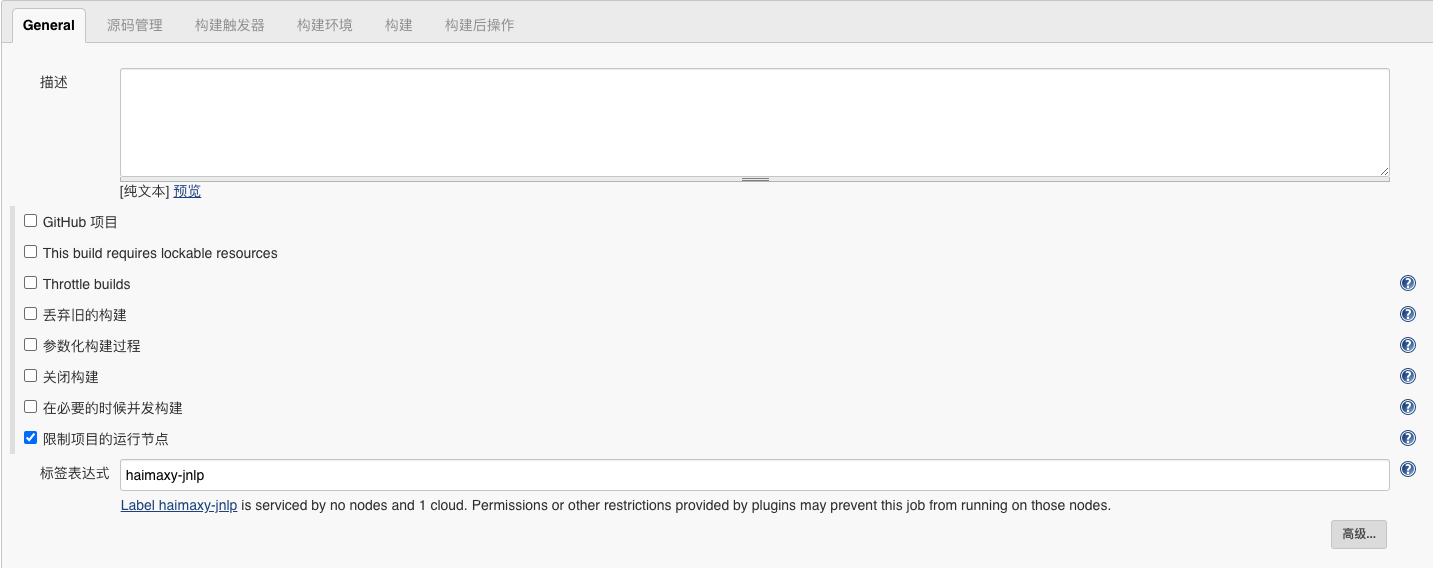 General 源码管理 构建触发器 构建环境 构建 构建后操作
描述
[纯文本] 预览
GitHub 项目
This build requires lockable resources
Throttle builds
丢弃旧的构建
参数化构建过程
关闭构建
在必要的时候并发构建
限制项目的运行节点
标签表达式 haimaxy-jnlp
Label haimaxy-jnlp is serviced by no nodes and 1 cloud. Permissions or other restrictions provided by plugins may prevent this job from running on those nodes.
高级...